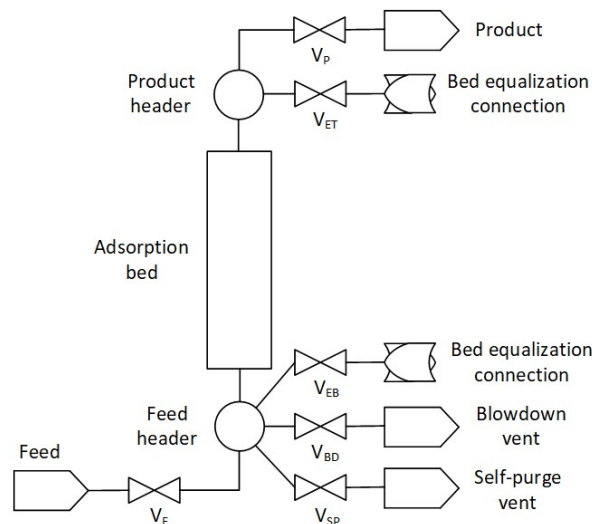 Product
V_P
Product
header
Bed equalization
connection
V_ET
Adsorption
bed
Bed equalization
connection
V_EB
Feed
header
Blowdown
vent
V_BD
Feed
Self-purge
vent
V_F
V_SP